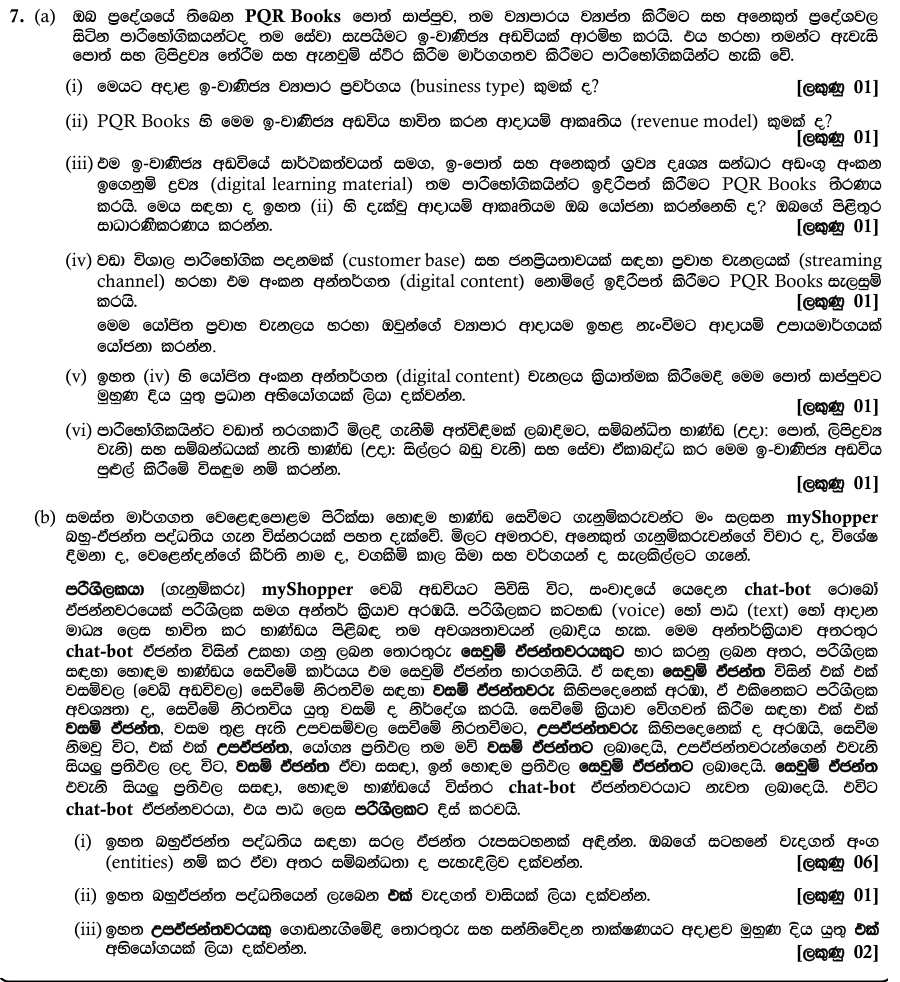 7. (a) ඔබ ප්‍රදේශයේ තිබෙන PQR Books පොත් සාප්පුව, තම ව්‍යාපාරය ව්‍යාප්ත කිරීමට සහ අනෙකුත් ප්‍රදේශවල
සිටින පාරිභෝගිකයන්ටද තම සේවා සැපයීමට ඉ-වාණිජ්‍ය අඩවියක් ආරම්භ කරයි. එය හරහා තමන්ට ඇවැසි
පොත් සහ ලිපිද්‍රව්‍ය තේරීම සහ ඇනවුම් ස්ථිර කිරීම මාර්ගගතව කිරීමට පාරිභෝගිකයින්ට හැකි වේ.
(i) මෙයට අදාළ ඉ-වාණිජ්‍ය ව්‍යාපාර ප්‍රවර්ගය (business type) කුමක් ද? [ලකුණු 01]
(ii) PQR Books හි මෙම ඉ-වාණිජ්‍ය අඩවිය භාවිත කරන ආදායම් ආකෘතිය (revenue model) කුමක් ද?
[ලකුණු 01]
(iii) එම ඉ-වාණිජ්‍ය අඩවියේ සාර්ථකත්වයත් සමග, ඉ-පොත් සහ අනෙකුත් ශ්‍රව්‍ය දෘශ්‍ය සන්ධාර අඩංගු අංකන
ඉගෙනුම් ද්‍රව්‍ය (digital learning material) තම පාරිභෝගිකයින්ට ඉදිරිපත් කිරීමට PQR Books තීරණය
කරයි. මෙය සඳහා ද ඉහත (ii) හි දැක්වූ ආදායම් ආකෘතියම ඔබ යෝජනා කරන්නෙහි ද? ඔබගේ පිළිතුර
සාධාරණීකරණය කරන්න. [ලකුණු 01]
(iv) වඩා විශාල පාරිභෝගික පදනමක් (customer base) සහ ජනප්‍රියතාවයක් සඳහා ප්‍රවාහ චැනලයක් (streaming
channel) හරහා එම අංකන අන්තර්ගත (digital content) නොමිලේ ඉදිරිපත් කිරීමට PQR Books සැලසුම්
කරයි. [ලකුණු 01]
මෙම යෝජිත ප්‍රවාහ චැනලය හරහා ඔවුන්ගේ ව්‍යාපාර ආදායම ඉහළ නැංවීමට ආදායම් උපායමාර්ගයක්
යෝජනා කරන්න.
(v) ඉහත (iv) හි යෝජිත අංකන අන්තර්ගත (digital content) චැනලය ක්‍රියාත්මක කිරීමෙදී මෙම පොත් සාප්පුවට
මුහුණ දිය යුතු ප්‍රධාන අභියෝගයක් ලියා දක්වන්න.
[ලකුණු 01]
(vi) පාරිභෝගිකයින්ට වඩාත් තරගකාරී මිලදී ගැනීම් අත්විඳීමක් ලබාදීමට, සම්බන්ධිත භාණ්ඩ (උදා: පොත්, ලිපිද්‍රව්‍ය
වැනි) සහ සම්බන්ධයක් නැති භාණ්ඩ (උදා: සිල්ලර බඩු වැනි) සහ සේවා ඒකාබද්ධ කර මෙම ඉ-වාණිජ්‍ය අඩවිය
පුළුල් කිරීමේ විසඳුම නම් කරන්න.
[ලකුණු 01]
(b) සමස්ත මාර්ගගත වෙළෙඳපොළම පිරික්සා හොඳම භාණ්ඩ සෙවීමට ගැනුම්කරුවන්ට මං සලසන myShopper
බහු-ඒජන්ත පද්ධතිය ගැන විස්තරයක් පහත දැක්වේ. මිලට අමතරව, අනෙකුත් ගැනුම්කරුවන්ගේ විචාර ද, විශේෂ
දීමනා ද, වෙළෙන්දන්ගේ කීර්ති නාම ද, වගකීම් කාල සීමා සහ වර්ගයන් ද සැලකිල්ලට ගැනේ.
පරිශීලකයා (ගැනුම්කරු) myShopper වෙබ් අඩවියට පිවිසි විට, සංවාදයේ යෙදෙන chat-bot රොබෝ
ඒජන්තවරයෙක් පරිශීලක සමග අන්තර් ක්‍රියාව අරඹයි. පරිශීලකට කටහඬ (voice) හෝ පාඨ (text) හෝ ආදාන
මාධ්‍ය ලෙස භාවිත කර භාණ්ඩය පිළිබඳ තම අවශ්‍යතාවයන් ලබාදිය හැක. මෙම අන්තර්ක්‍රියාව අතරතුර
chat-bot ඒජන්ත විසින් උකහා ගනු ලබන තොරතුරු සෙවුම් ඒජන්තවරයකුට භාර කරනු ලබන අතර, පරිශීලක
සඳහා හොඳම භාණ්ඩය සෙවීමේ කාර්යය එම සෙවුම් ඒජන්ත භාරගනියි. ඒ සඳහා සෙවුම් ඒජන්ත විසින් එක් එක්
වසම්වල (වෙබ් අඩවිවල) සෙවීමේ නිරතවීම සඳහා වසම් ඒජන්තවරු කිහිපදෙනෙක් අරඹා, ඒ එකිනෙකට පරිශීලක
අවශ්‍යතා ද, සෙවීමේ නිරතවිය යුතු වසම් ද නිර්දේශ කරයි. සෙවීමේ ක්‍රියාව වේගවත් කිරීම සඳහා එක් එක්
වසම් ඒජන්ත, වසම තුළ ඇති උපවසම්වල සෙවීමේ නිරතවීමට, උපඒජන්තවරු කිහිපදෙනෙක් ද අරඹයි, සෙවීම
නිමවූ විට, එක් එක් උපඒජන්ත, යෝග්‍ය ප්‍රතිඵල තම මව් වසම් ඒජන්තට ලබාදෙයි, උපඒජන්තවරුන්ගෙන් එවැනි
සියලු ප්‍රතිඵල ලද විට, වසම් ඒජන්ත ඒවා සසඳා, ඉන් හොඳම ප්‍රතිඵල සෙවුම් ඒජන්තට ලබාදෙයි. සෙවුම් ඒජන්ත
එවැනි සියලු ප්‍රතිඵල සසඳා, හොඳම භාණ්ඩයේ විස්තර chat-bot ඒජන්තවරයාට නැවත ලබාදෙයි. එවිට
chat-bot ඒජන්තවරයා, එය පාඨ ලෙස පරිශීලකට දිස් කරවයි.
(i) ඉහත බහුඒජන්ත පද්ධතිය සඳහා සරල ඒජන්ත රූපසටහනක් අඳින්න. ඔබගේ සටහනේ වැදගත් අංග
(entities) නම් කර ඒවා අතර සම්බන්ධතා ද පැහැදිලිව දක්වන්න. [ලකුණු 06]
(ii) ඉහත බහුඒජන්ත පද්ධතියෙන් ලැබෙන එක් වැදගත් වාසියක් ලියා දක්වන්න. [ලකුණු 01]
(iii) ඉහත උපඒජන්තවරයකු ගොඩනැගීමේදී තොරතුරු සහ සන්නිවේදන තාක්ෂණයට අදාළව මුහුණ දිය යුතු එක්
අභියෝගයක් ලියා දක්වන්න. [ලකුණු 02]